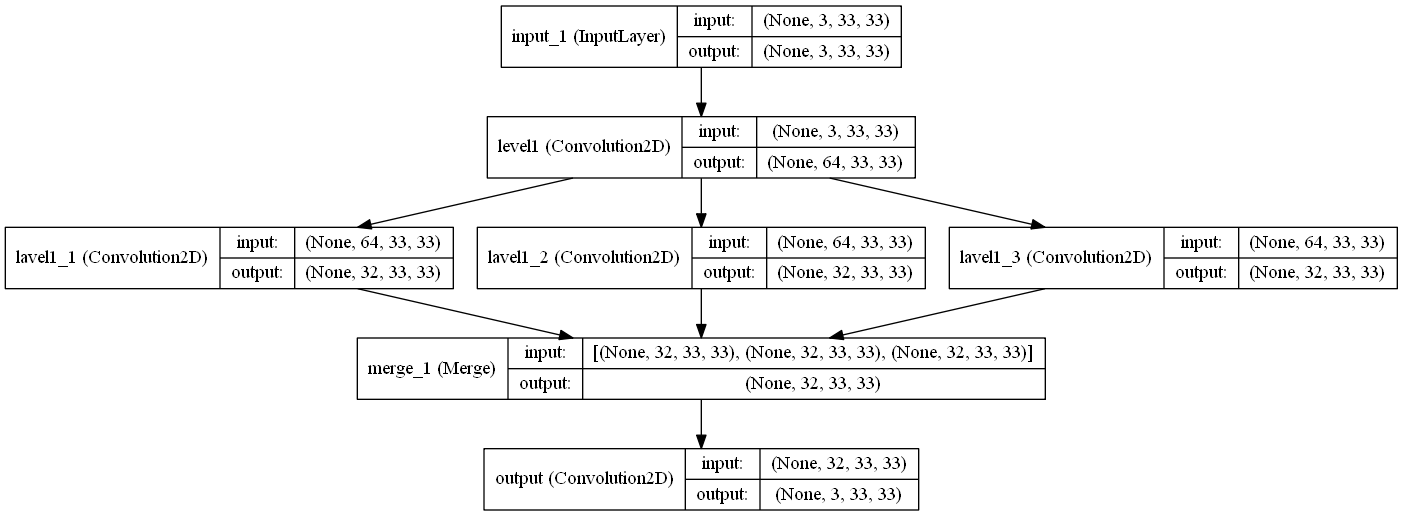 input_1 (InputLayer)
input: (None, 3, 33, 33)
output: (None, 3, 33, 33)
level1 (Convolution2D)
input: (None, 3, 33, 33)
output: (None, 64, 33, 33)
lavel1_1 (Convolution2D)
input: (None, 64, 33, 33)
output: (None, 32, 33, 33)
lavel1_2 (Convolution2D)
input: (None, 64, 33, 33)
output: (None, 32, 33, 33)
lavel1_3 (Convolution2D)
input: (None, 64, 33, 33)
output: (None, 32, 33, 33)
merge_1 (Merge)
input: [(None, 32, 33, 33), (None, 32, 33, 33), (None, 32, 33, 33)]
output: (None, 32, 33, 33)
output (Convolution2D)
input: (None, 32, 33, 33)
output: (None, 3, 33, 33)